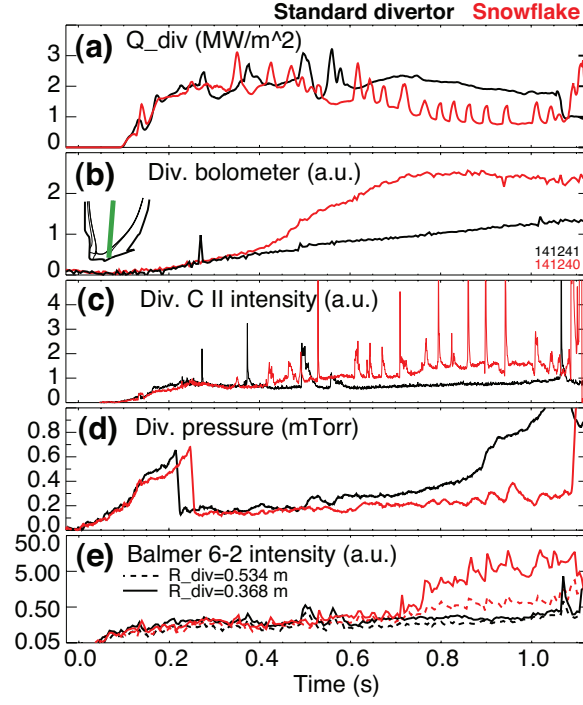 Standard divertor Snowflake
(a) Q_div (MW/m^2)
4
3
2
1
0
(b) Div. bolometer (a.u.)
2
1
0
141241
141240
(c) Div. C II intensity (a.u.)
5
4
3
2
1
0
(d) Div. pressure (mTorr)
0.8
0.6
0.4
0.2
0.0
(e) Balmer 6-2 intensity (a.u.)
50.0
5.00
0.50
0.05
R_div=0.534 m
R_div=0.368 m
0.0 0.2 0.4 0.6 0.8 1.0
Time (s)